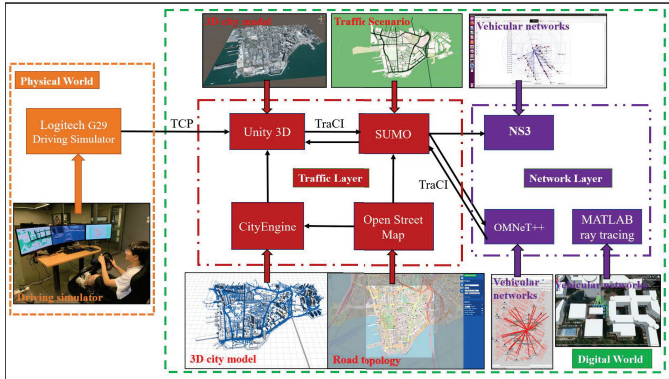 3D city model
Traffic Scenario
Vehicular networks
Physical World
Logitech G29
Driving Simulator
TCP
Unity 3D
TraCI
SUMO
NS3
Traffic Layer
Network Layer
TraCI
CityEngine
Open Street
Map
OMNeT++
MATLAB
ray tracing
Driving simulator
3D city model
Road topology
Vehicular
networks
Vehicular networks
Digital World